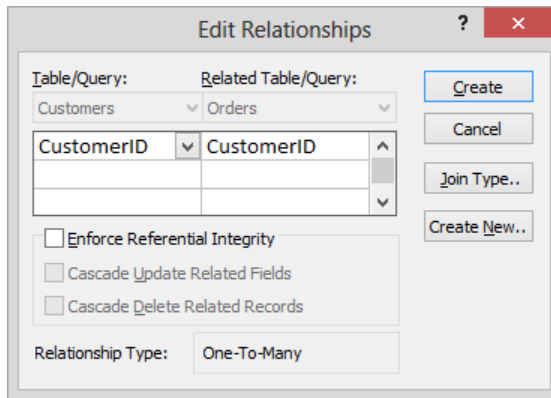 Edit Relationships ? ×
Table/Query: Related Table/Query:
Customers Orders
CustomerID CustomerID
Enforce Referential Integrity
Cascade Update Related Fields
Cascade Delete Related Records
Relationship Type: One-To-Many
Create
Cancel
Join Type..
Create New..